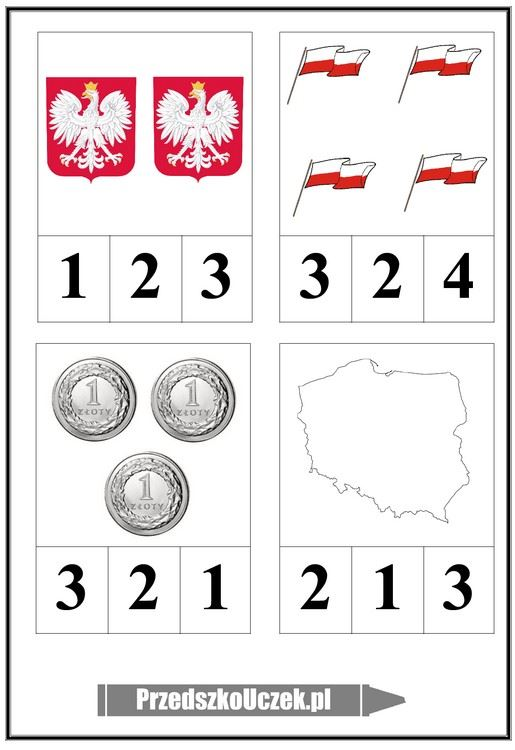 1 2 3
3 2 4
1
ZŁOTY
1
ZŁOTY
1
ZŁOTY
3 2 1
2 1 3
PrzedszkoUczek.pl